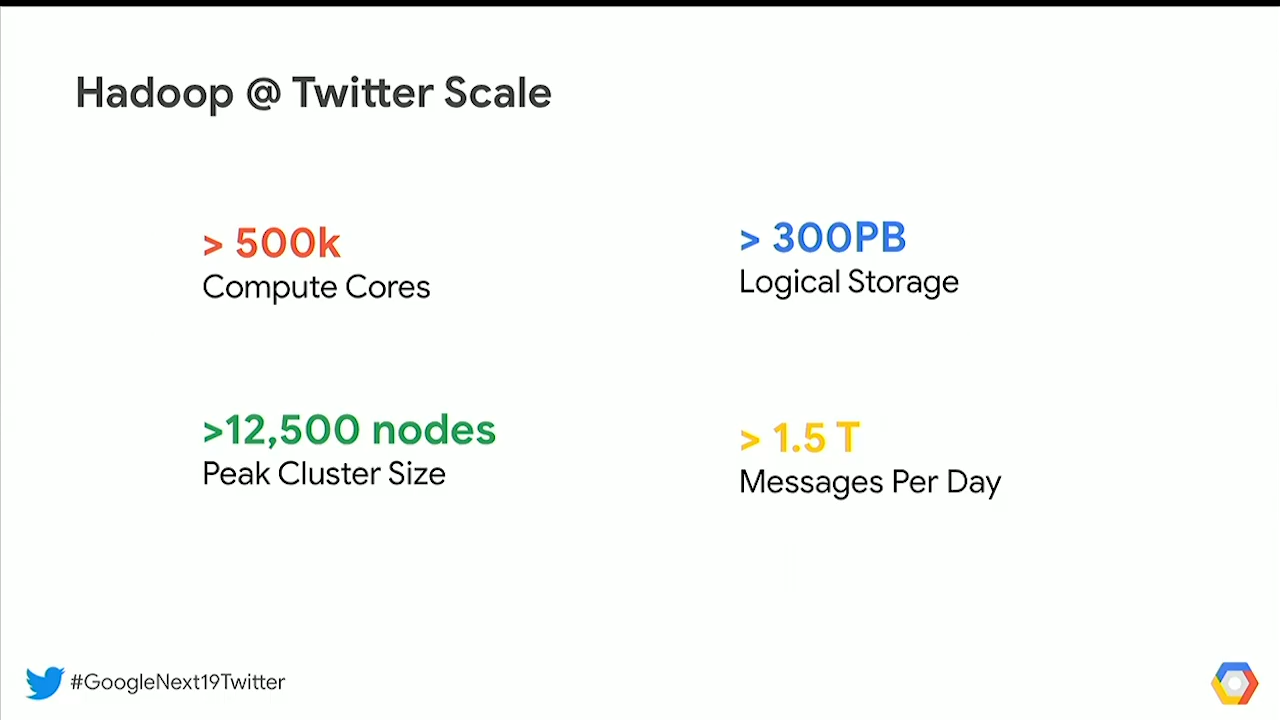 Hadoop @ Twitter Scale
> 500k
Compute Cores
> 300PB
Logical Storage
>12,500 nodes
Peak Cluster Size
> 1.5 T
Messages Per Day
#GoogleNext19Twitter